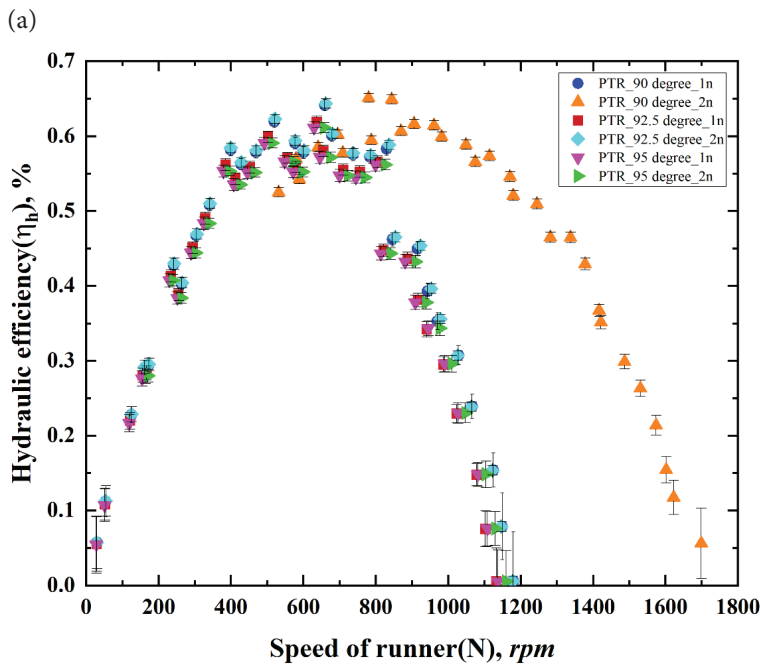 (a)
Hydraulic efficiency(ηh), %
0.7
0.6
0.5
0.4
0.3
0.2
0.1
0.0
PTR_90 degree_1n
PTR_90 degree_2n
PTR_92.5 degree_1n
PTR_92.5 degree_2n
PTR_95 degree_1n
PTR_95 degree_2n
0 200 400 600 800 1000 1200 1400 1600 1800
Speed of runner(N), rpm